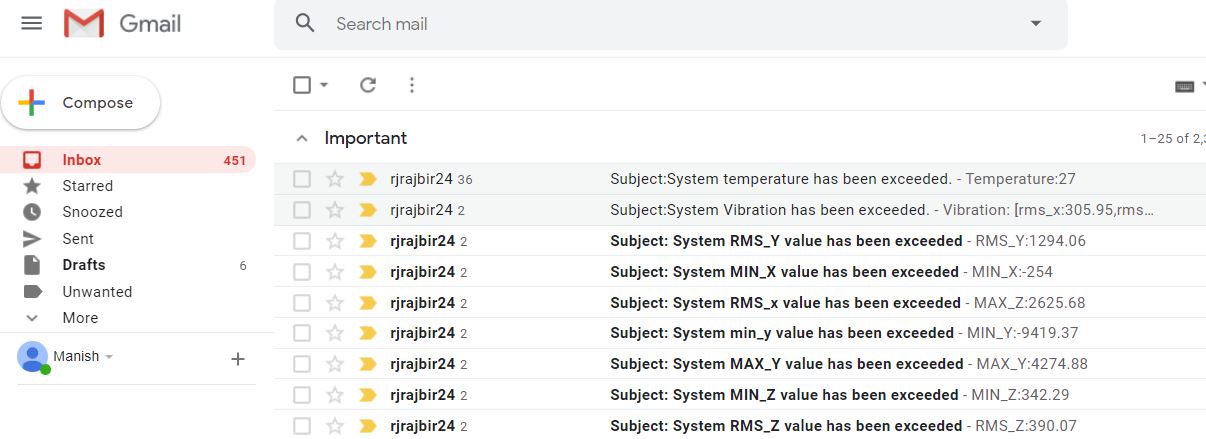 Gmail
Search mail
Compose
Important
1–25 of 2,3
Inbox 451
Starred
Snoozed
Sent
Drafts 6
Unwanted
More
Manish
rjrajbir24 36 Subject:System temperature has been exceeded. - Temperature:27
rjrajbir24 2 Subject:System Vibration has been exceeded. - Vibration: [rms_x:305.95,rms…
rjrajbir24 2 Subject: System RMS_Y value has been exceeded - RMS_Y:1294.06
rjrajbir24 2 Subject: System MIN_X value has been exceeded - MIN_X:-254
rjrajbir24 2 Subject: System RMS_x value has been exceeded - MAX_Z:2625.68
rjrajbir24 2 Subject: System min_y value has been exceeded - MIN_Y:-9419.37
rjrajbir24 2 Subject: System MAX_Y value has been exceeded - MAX_Y:4274.88
rjrajbir24 2 Subject: System MIN_Z value has been exceeded - MIN_Z:342.29
rjrajbir24 2 Subject: System RMS_Z value has been exceeded - RMS_Z:390.07